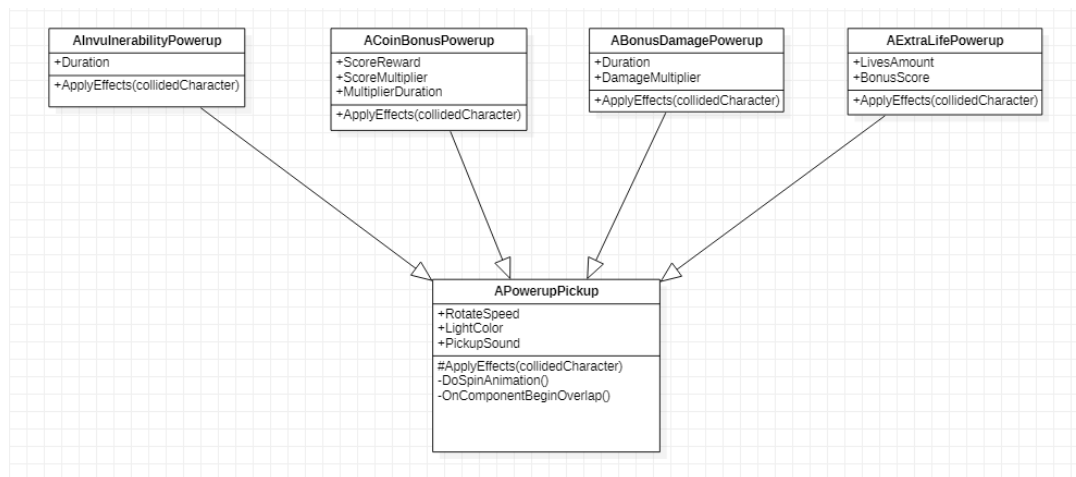 AInvulnerabilityPowerup
+Duration
+ApplyEffects(collidedCharacter)
ACoinBonusPowerup
+ScoreReward
+ScoreMultiplier
+MultiplierDuration
+ApplyEffects(collidedCharacter)
ABonusDamagePowerup
+Duration
+DamageMultiplier
+ApplyEffects(collidedCharacter)
AExtraLifePowerup
+LivesAmount
+BonusScore
+ApplyEffects(collidedCharacter)
APowerupPickup
+RotateSpeed
+LightColor
+PickupSound
#ApplyEffects(collidedCharacter)
-DoSpinAnimation()
-OnComponentBeginOverlap()